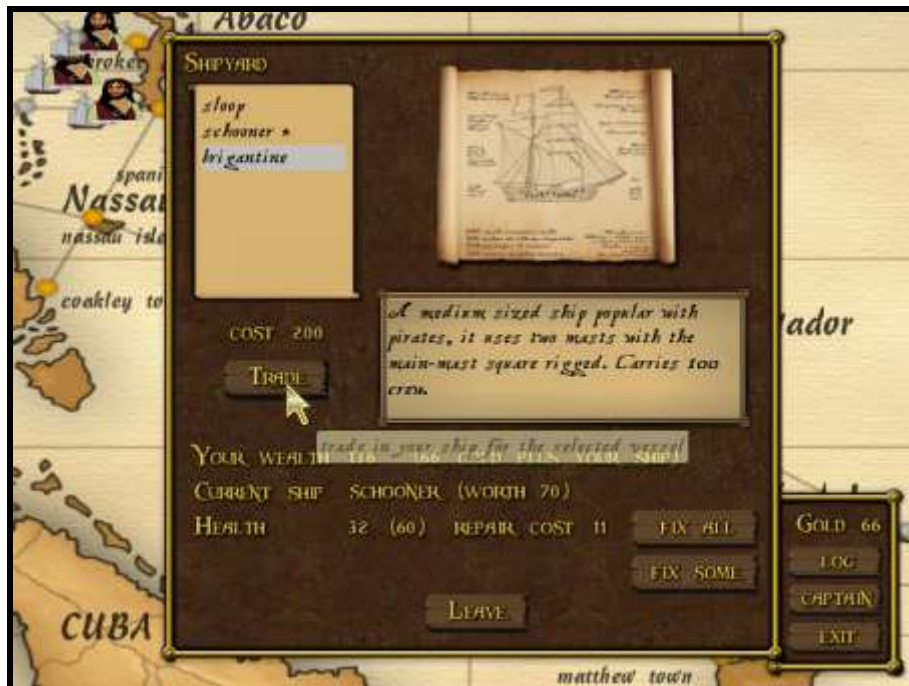 Abaco
broker
SHIPYARD
sloop
schooner *
brigantine
Nassau
nassau isla
coakley to
COST 200
TRADE
A medium sized ship popular with
pirates, it uses two masts with the
main-mast square rigged. Carries 100
crew.
ador
trade in your ship for the selected vessel
YOUR WEALTH
CURRENT SHIP SCHOONER (WORTH 70)
HEALTH 32 (60) REPAIR COST 11 FIX ALL
FIX SOME
LEAVE
GOLD 66
LOG
CAPTAIN
EXIT
CUBA
matthew town